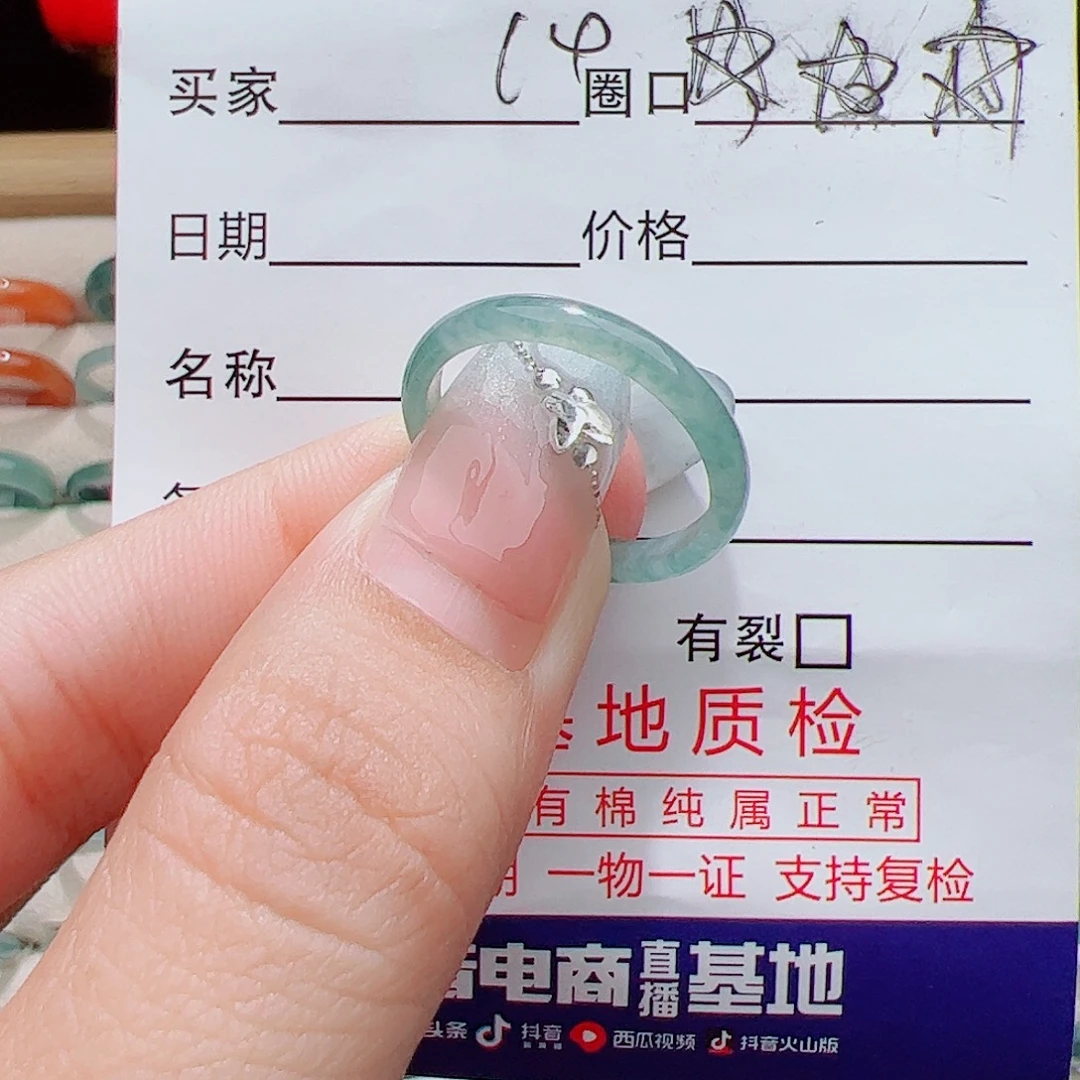 买家 14 圈口
日期 价格
名称
有裂
地质检
有棉纯属正常
一物一证 支持复检
电商直播基地
头条 抖音 西瓜视频 抖音火山版